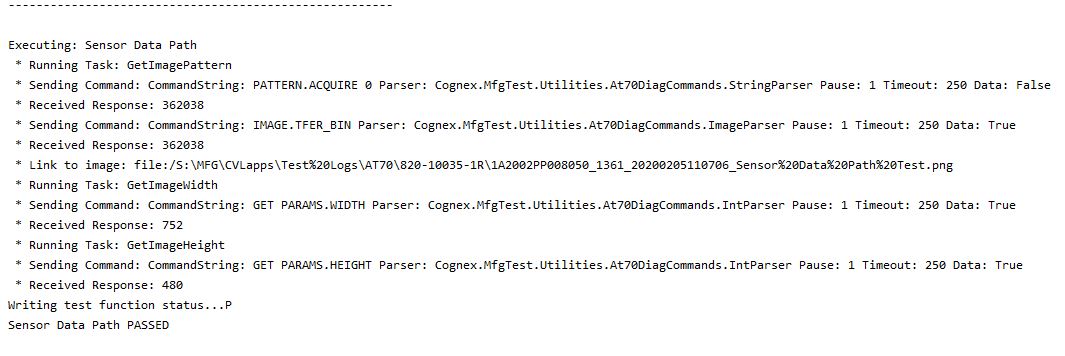 -------------------------------------------------------
Executing: Sensor Data Path
* Running Task: GetImagePattern
* Sending Command: CommandString: PATTERN.ACQUIRE 0 Parser: Cognex.MfgTest.Utilities.At70DiagCommands.StringParser Pause: 1 Timeout: 250 Data: False
* Received Response: 362038
* Sending Command: CommandString: IMAGE.TFER_BIN Parser: Cognex.MfgTest.Utilities.At70DiagCommands.ImageParser Pause: 1 Timeout: 250 Data: True
* Received Response: 362038
* Link to image: file:/S:\MFG\CVLapps\Test%20Logs\AT70\820-10035-1R\1A2002PP008050_1361_20200205110706_Sensor%20Data%20Path%20Test.png
* Running Task: GetImageWidth
* Sending Command: CommandString: GET PARAMS.WIDTH Parser: Cognex.MfgTest.Utilities.At70DiagCommands.IntParser Pause: 1 Timeout: 250 Data: True
* Received Response: 752
* Running Task: GetImageHeight
* Sending Command: CommandString: GET PARAMS.HEIGHT Parser: Cognex.MfgTest.Utilities.At70DiagCommands.IntParser Pause: 1 Timeout: 250 Data: True
* Received Response: 480
Writing test function status...P
Sensor Data Path PASSED